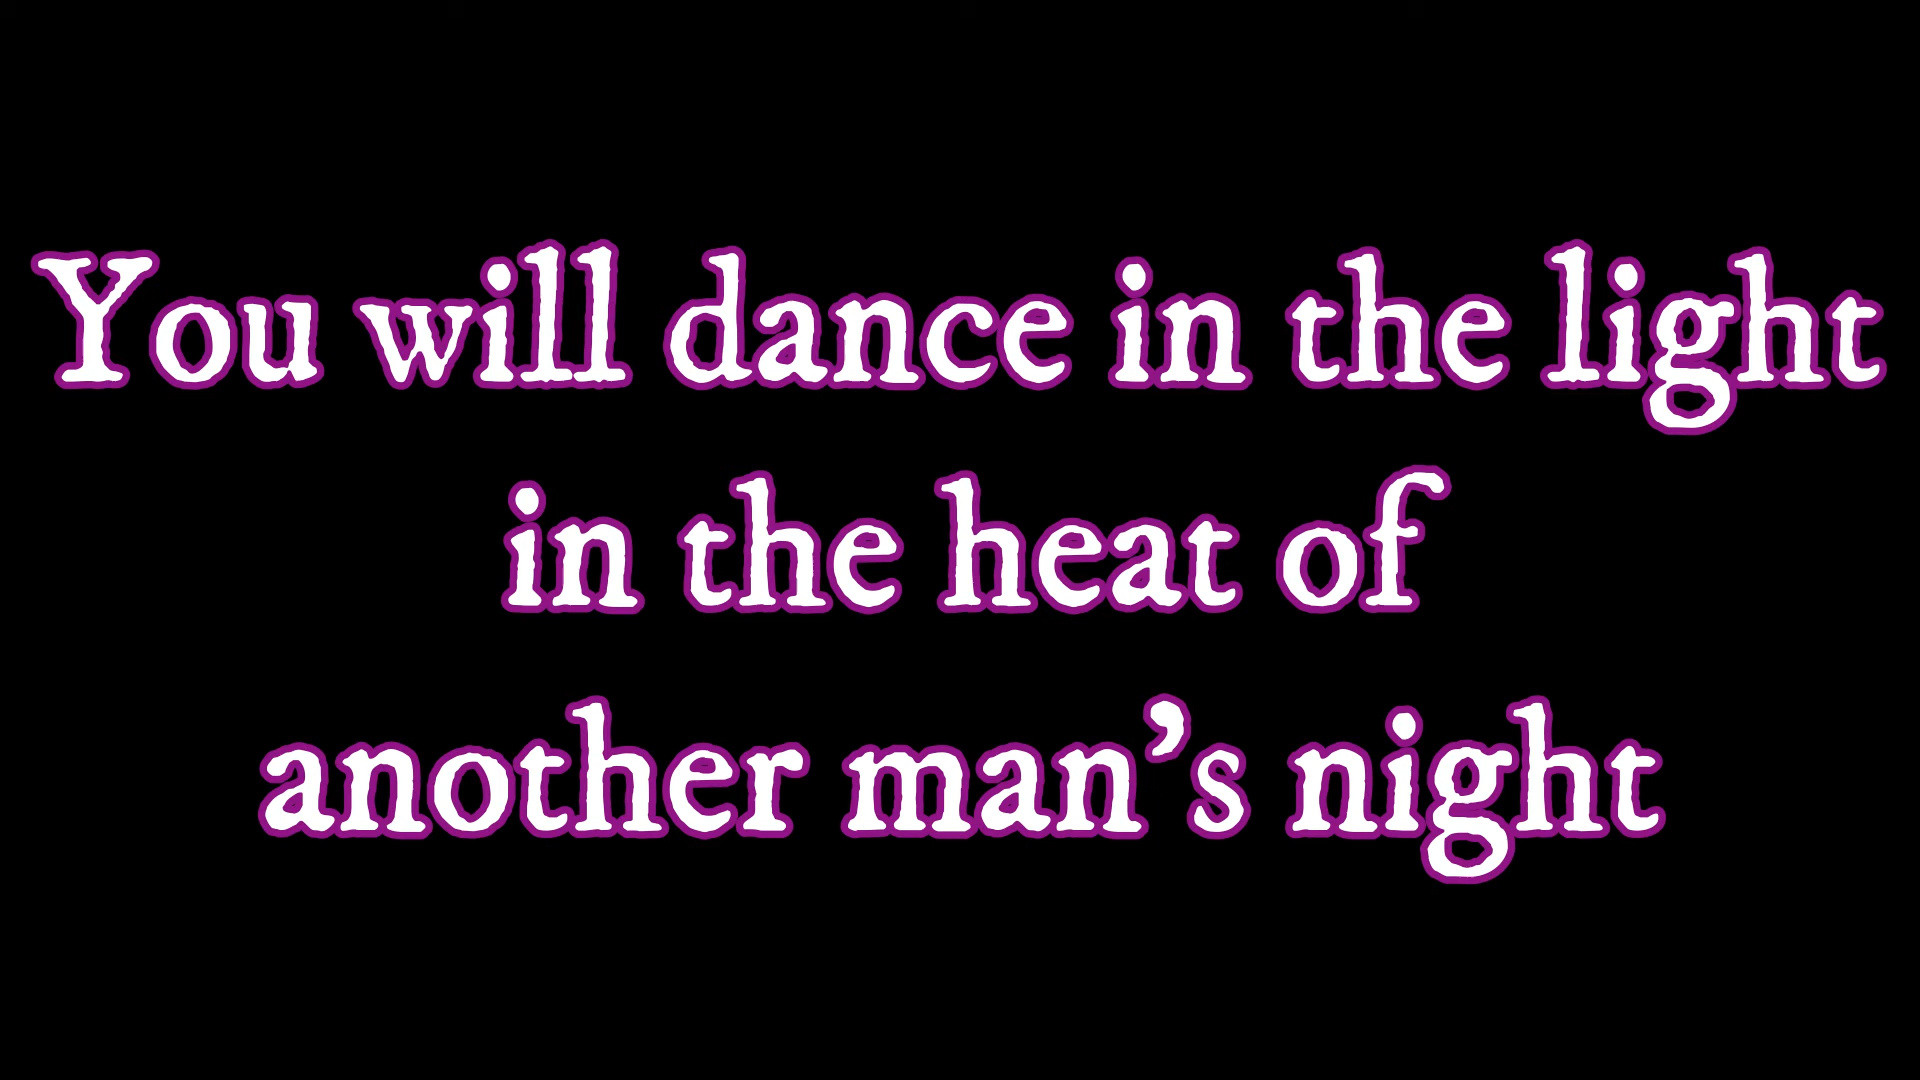 You will dance in the light
in the heat of
another man’s night